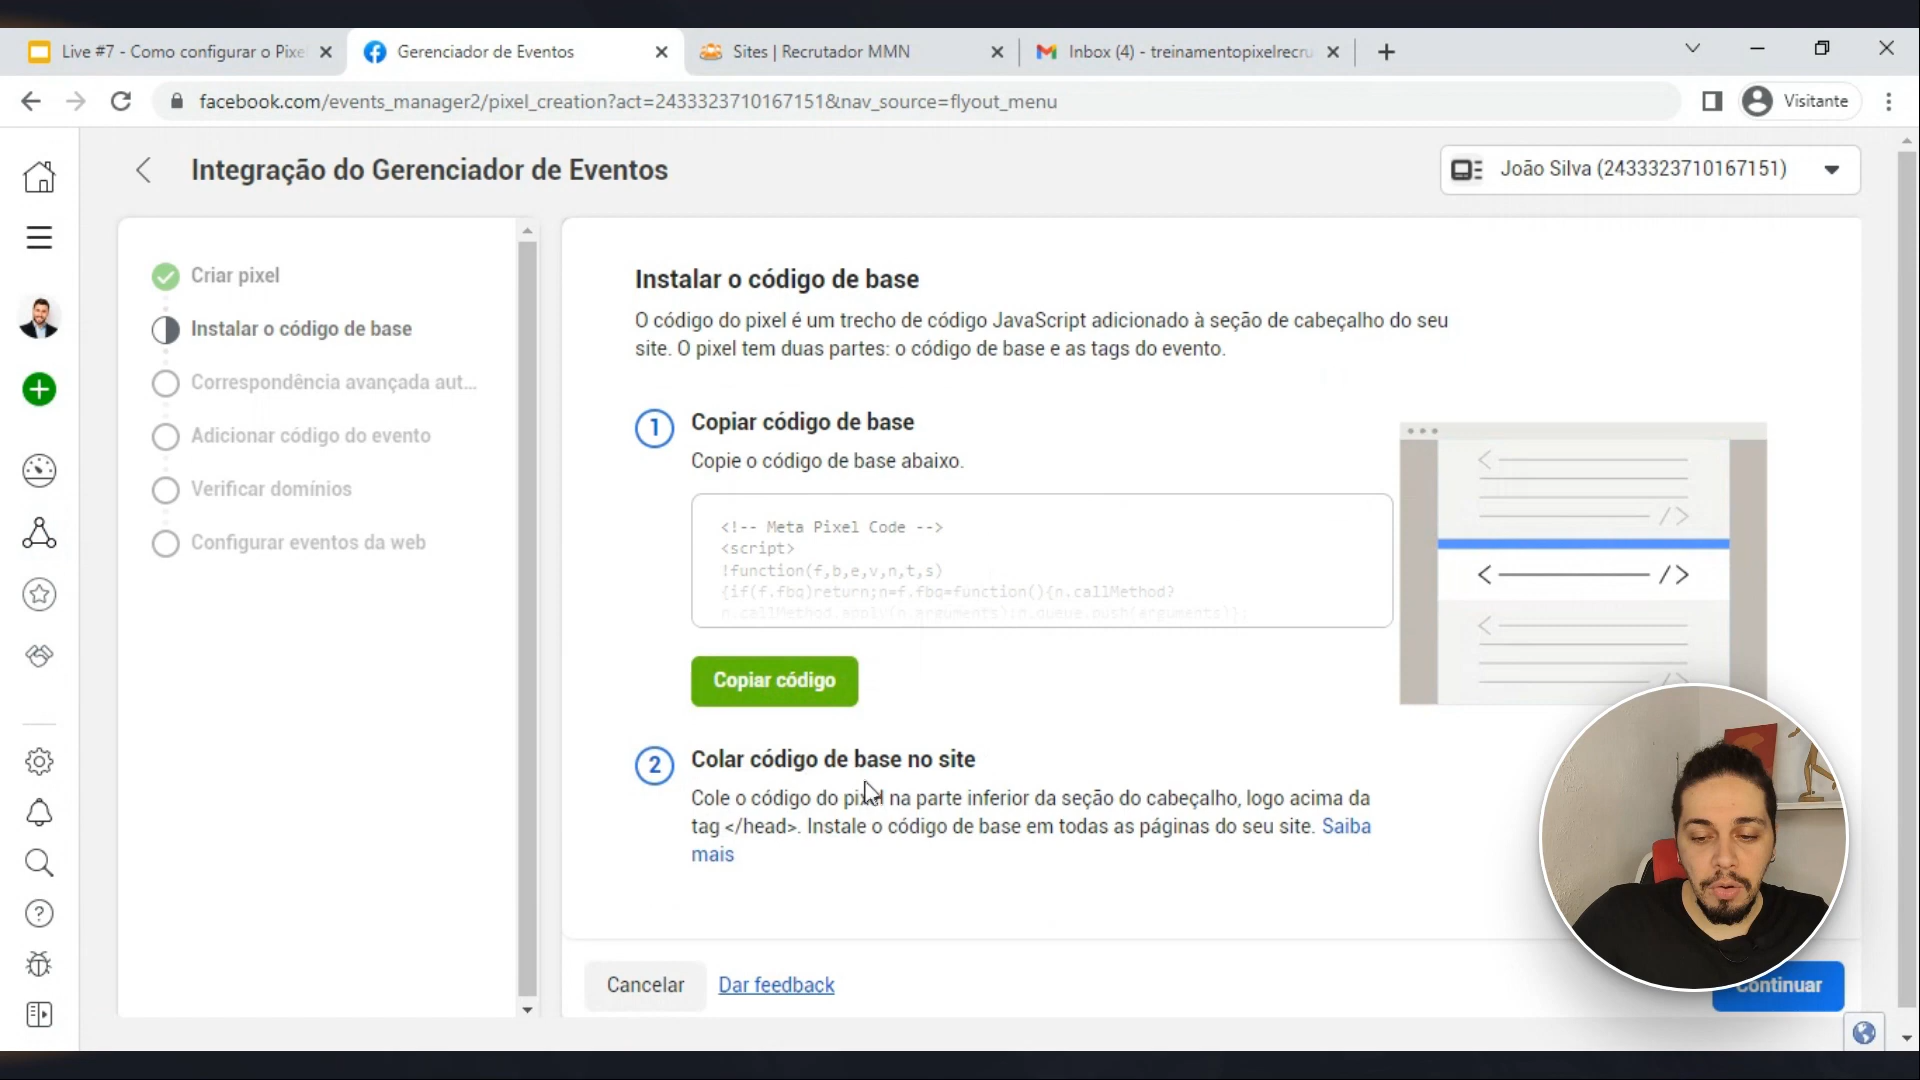 Live #7 - Como configurar o Pixe
Gerenciador de Eventos
Sites | Recrutador MMN
Inbox (4) - treinamentopixelrecru
facebook.com/events_manager2/pixel_creation?act=2433323710167151&nav_source=flyout_menu
Visitante
Integração do Gerenciador de Eventos
João Silva (2433323710167151)
Criar pixel
Instalar o código de base
Correspondência avançada aut...
Adicionar código do evento
Verificar domínios
Configurar eventos da web
Instalar o código de base
O código do pixel é um trecho de código JavaScript adicionado à seção de cabeçalho do seu
site. O pixel tem duas partes: o código de base e as tags do evento.
1
Copiar código de base
Copie o código de base abaixo.
<!-- Meta Pixel Code -->
<script>
!function(f,b,e,v,n,t,s)
{if(f.fbq)return;n=f.fbq=function(){n.callMethod?
n.callMethod.apply(n,arguments):n.queue.push(arguments)};
Copiar código
2
Colar código de base no site
Cole o código do pixel na parte inferior da seção do cabeçalho, logo acima da
tag </head>. Instale o código de base em todas as páginas do seu site. Saiba
mais
Cancelar
Dar feedback
Continuar